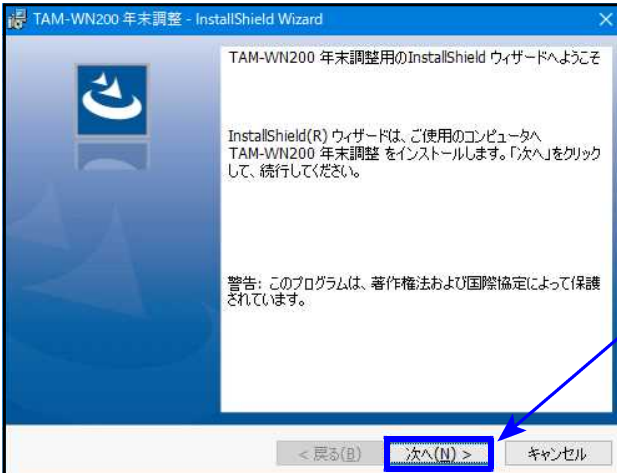 TAM-WN200 年末調整 - InstallShield Wizard
TAM-WN200 年末調整用のInstallShield ウィザードへようこそ
InstallShield(R) ウィザードは、ご使用のコンピュータへ
TAM-WN200 年末調整 をインストールします。「次へ」をクリック
して、続行してください。
警告: このプログラムは、著作権法および国際協定によって保護
されています。
< 戻る(B) 次へ(N) > キャンセル